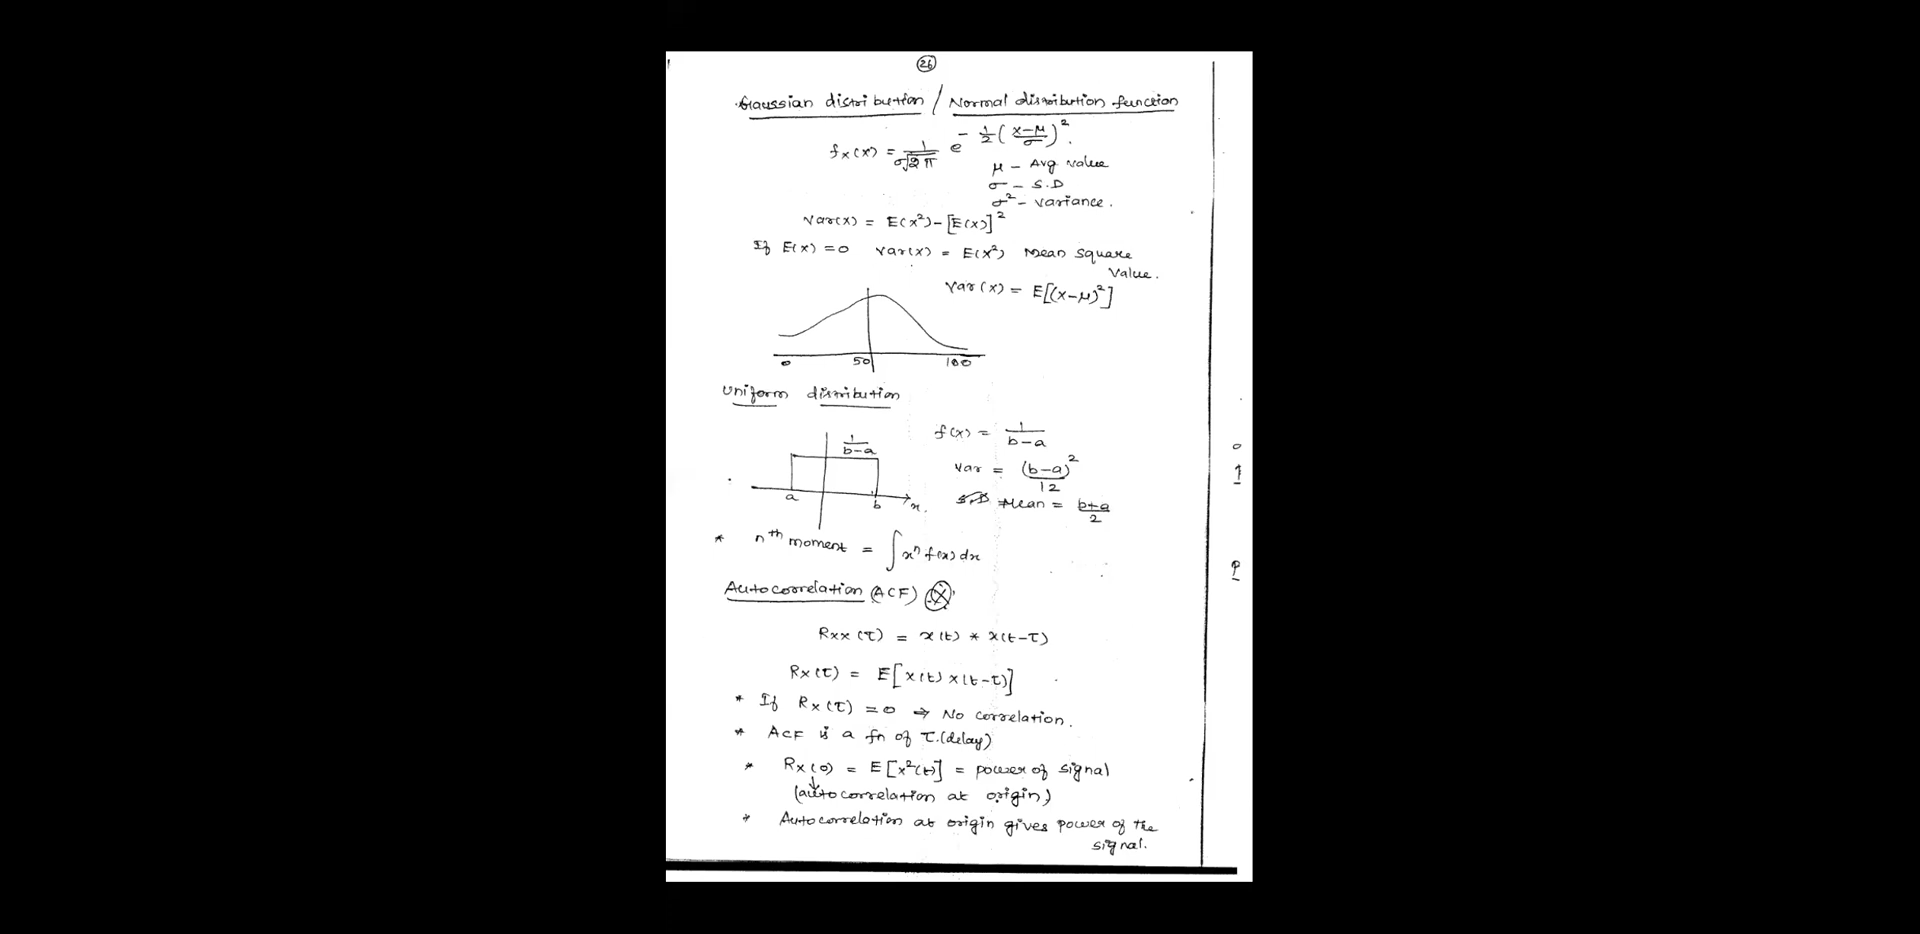 26
Gaussian distribution / Normal distribution function
fx(x) = 1/σ√2π e^-½(x-μ/σ)².
μ - Avg value
σ - S.D
σ² - variance.
Var(x) = E(x²) - [E(x)]²
If E(x) = 0 Var(x) = E(x²) Mean square
value.
Var(x) = E[(x-μ)²]
0 50 100
Uniform distribution
1/b-a
f(x) = 1/b-a
Var = (b-a)²/12
a b x.
Mean = b+a/2
* nth moment = ∫xⁿ f(x) dx
Autocorrelation (ACF)
Rxx(τ) = x(t) * x(t-τ)
Rx(τ) = E[x(t) x(t-τ)]
* If Rx(τ) = 0 ⇒ No correlation.
* ACF is a fn of τ.(delay)
* Rx(0) = E[x²(t)] = power of signal
↓
(autocorrelation at origin)
* Autocorrelation at origin gives power of the
signal.